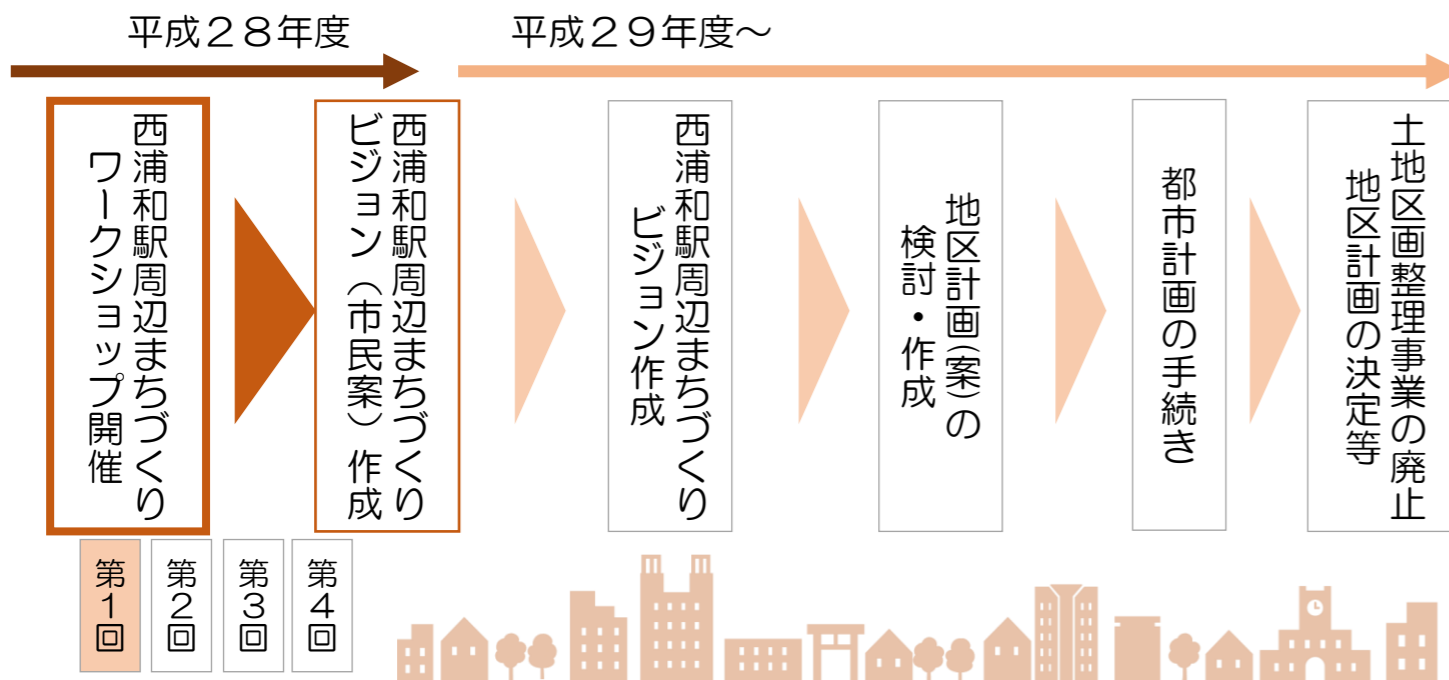 平成２８年度
平成２９年度～
西浦和駅周辺まちづくり
ワークショップ開催
西浦和駅周辺まちづくり
ビジョン（市民案）作成
西浦和駅周辺まちづくり
ビジョン作成
地区計画(案)の
検討・作成
都市計画の手続き
土地区画整理事業の廃止
地区計画の決定等
第１回
第２回
第３回
第４回